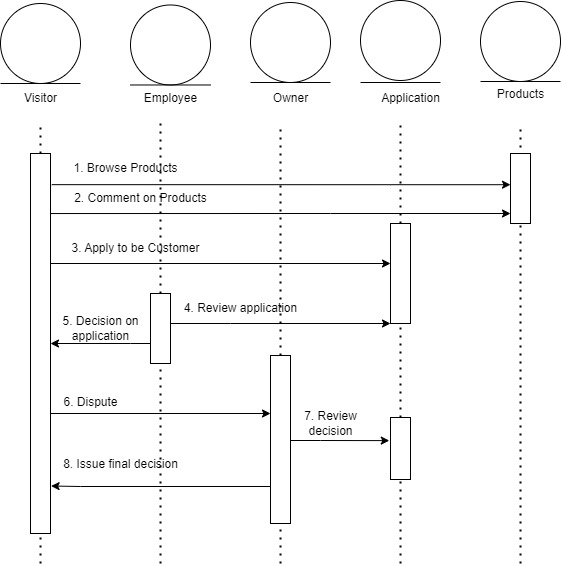 Visitor
Employee
Owner
Application
Products
1. Browse Products
2. Comment on Products
3. Apply to be Customer
4. Review application
5. Decision on
application
6. Dispute
7. Review
decision
8. Issue final decision